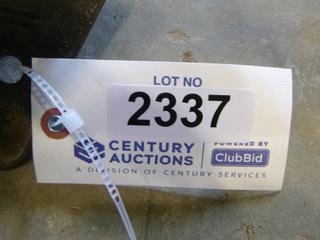 LOT NO
2337
CENTURY AUCTIONS
POWERED BY
ClubBid
A DIVISION OF CENTURY SERVICES